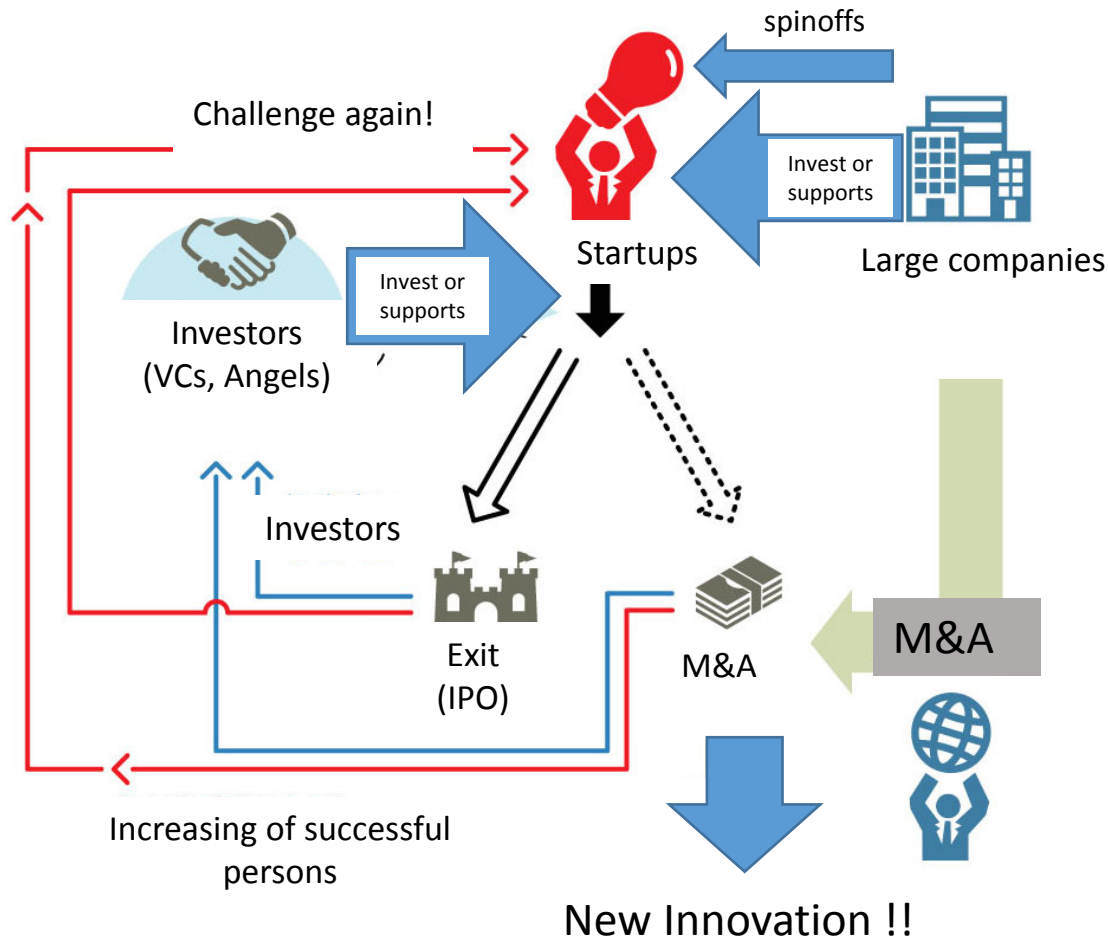 spinoffs
Challenge again!
Invest or
supports
Startups
Large companies
Invest or
supports
Investors
(VCs, Angels)
Investors
M&A
Exit
(IPO)
M&A
Increasing of successful
persons
New Innovation !!